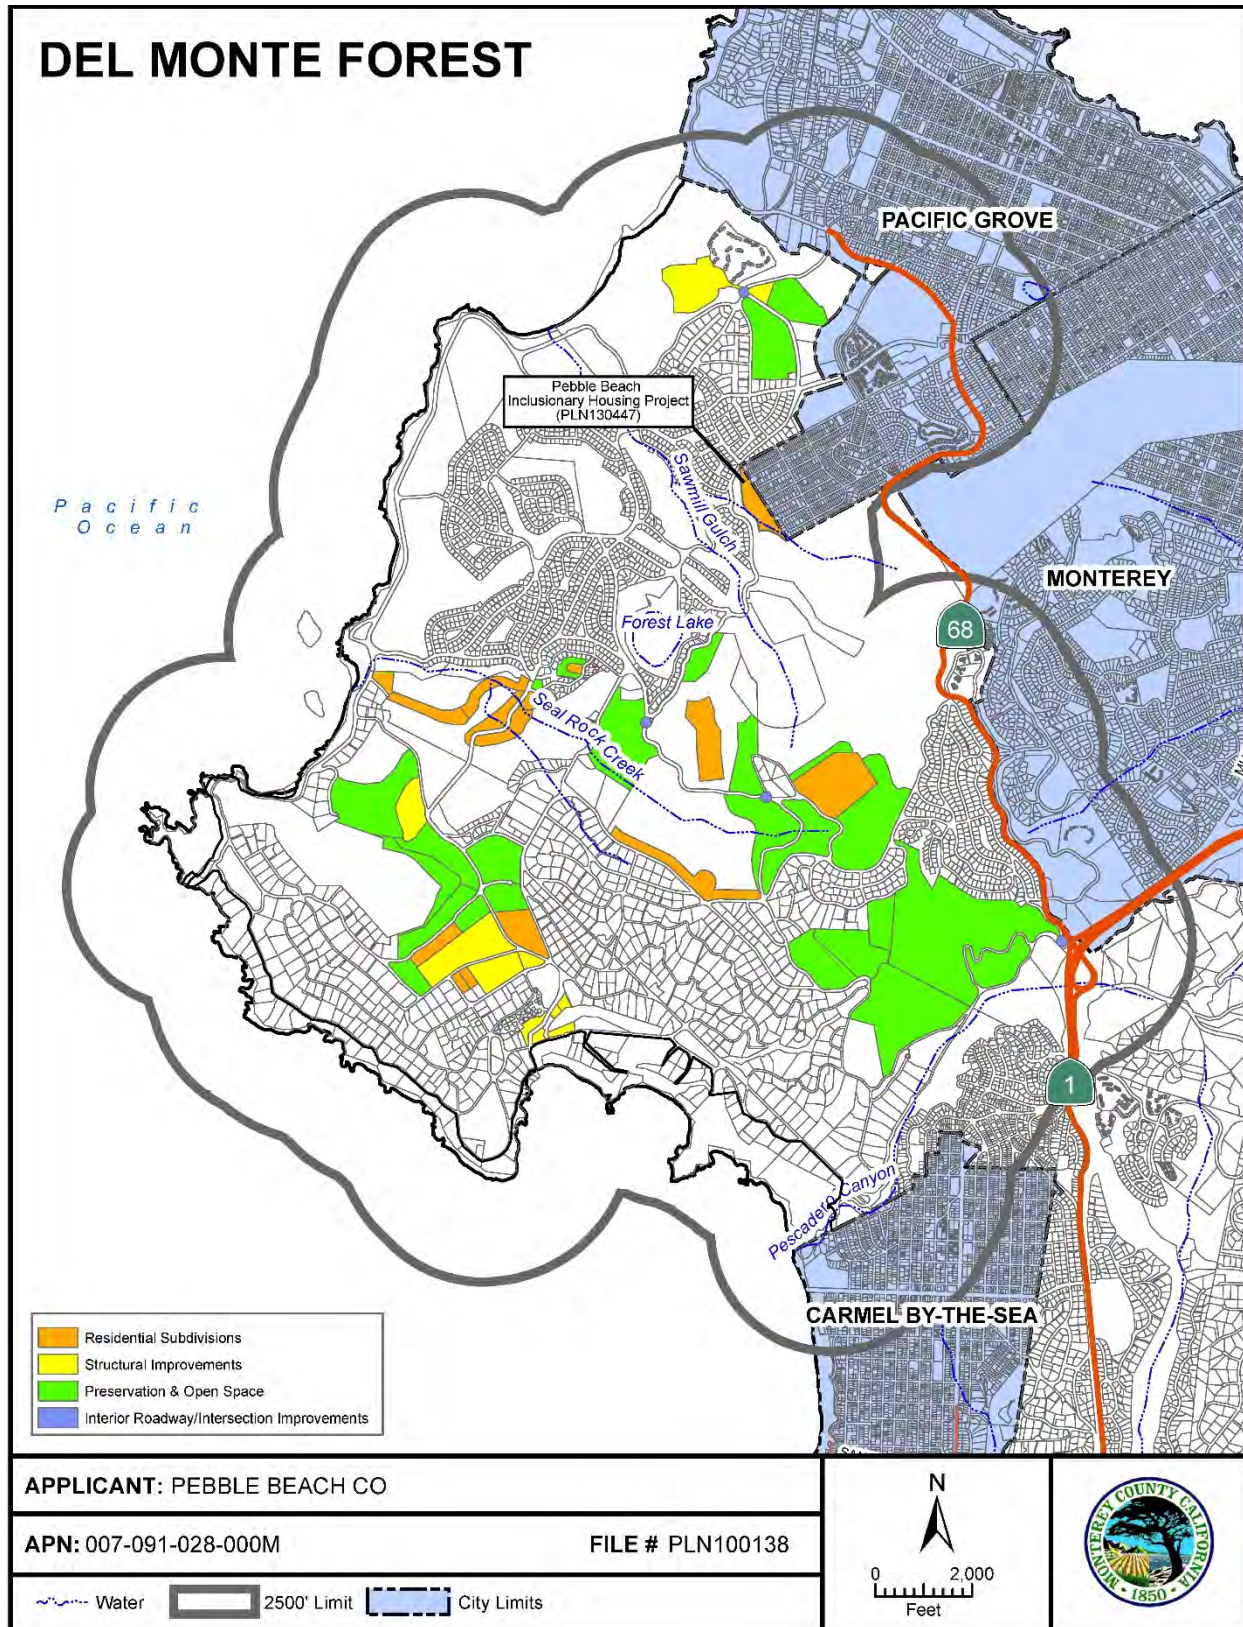 DEL MONTE FOREST
PACIFIC GROVE
Pebble Beach
Inclusionary Housing Project
(PLN130447)
Sawmill Gulch
Pacific
Ocean
MONTEREY
68
Forest Lake
Seal Rock Creek
1
Pescadero Canyon
CARMEL BY-THE-SEA
Residential Subdivisions
Structural Improvements
Preservation & Open Space
Interior Roadway/Intersection Improvements
APPLICANT: PEBBLE BEACH CO
APN: 007-091-028-000M
FILE # PLN100138
N
0 2,000
Feet
MONTEREY COUNTY CALIFORNIA
1850
Water
2500' Limit
City Limits